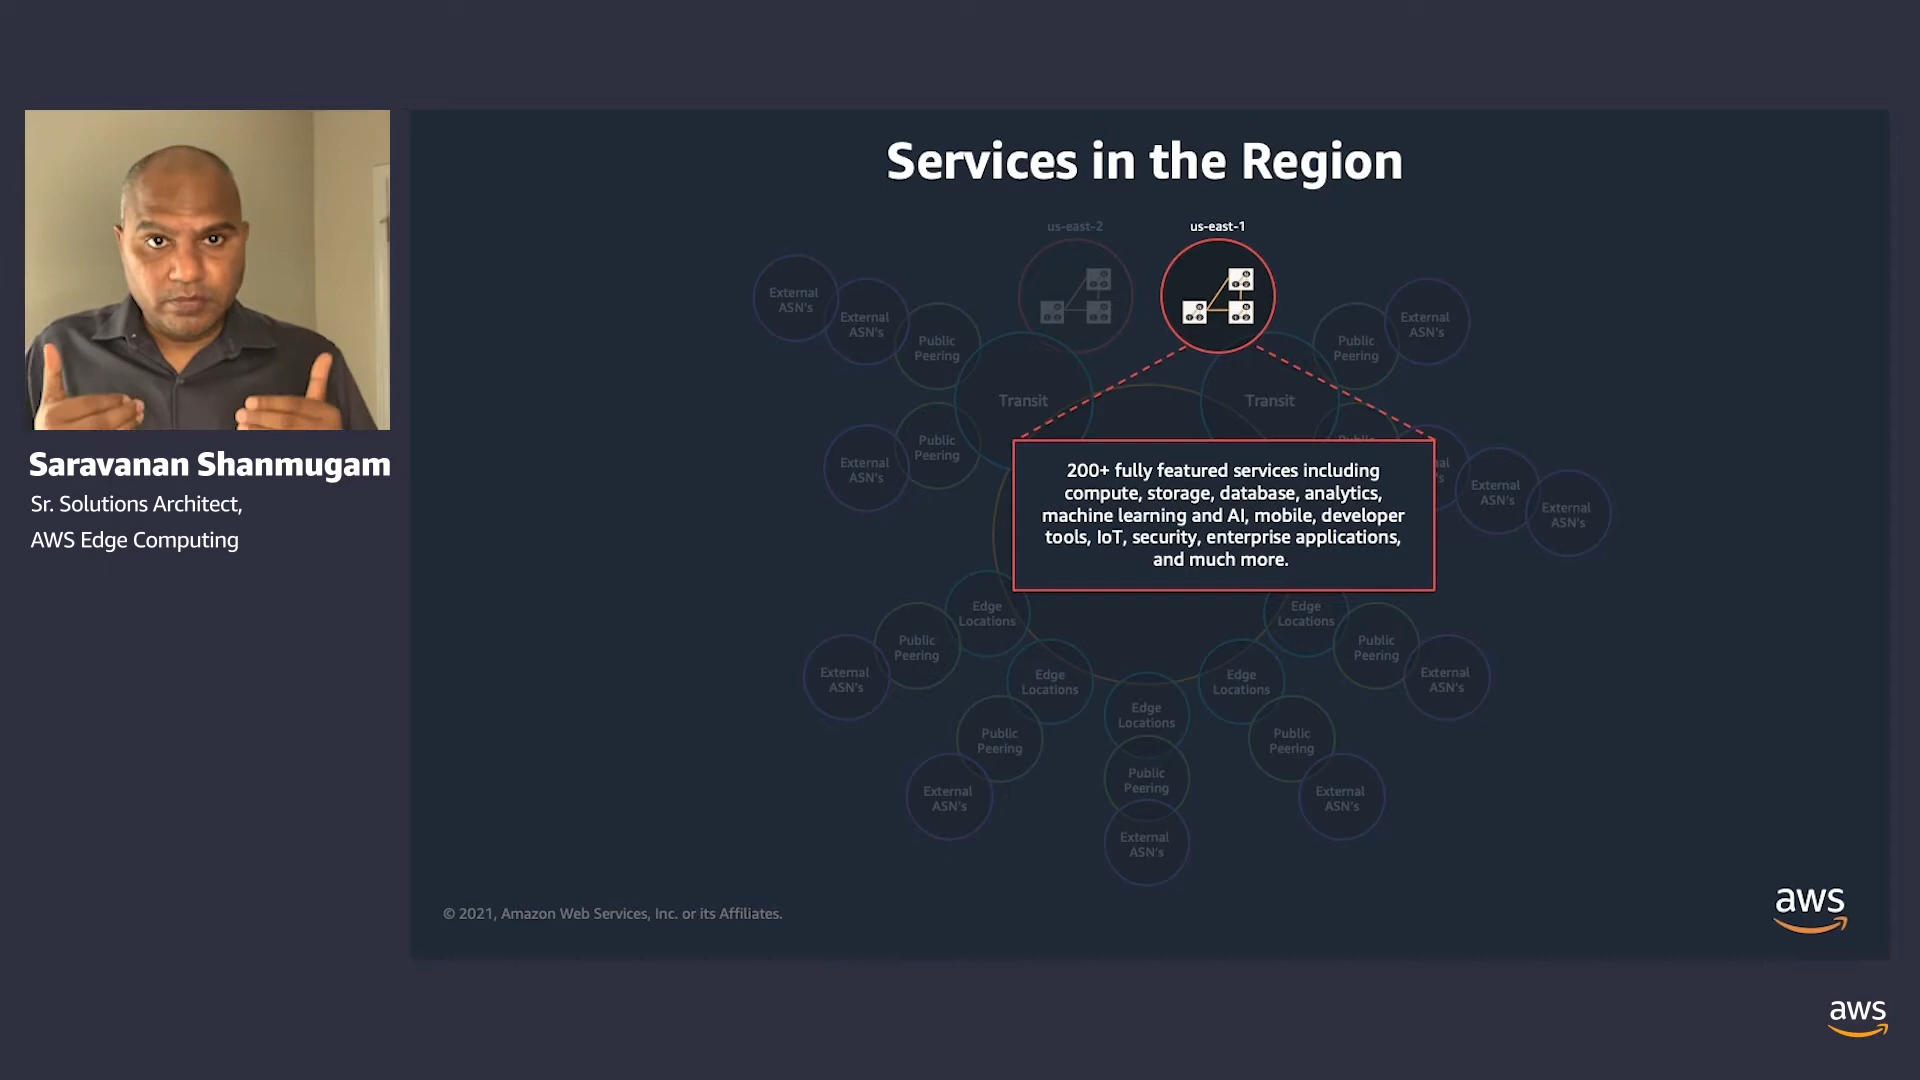 Services in the Region
us-east-2
us-east-1
External
ASN's
External
ASN's
Public
Peering
Transit
Transit
Public
Peering
External
ASN's
External
ASN's
Public
Peering
Public
External
ASN's
External
ASN's
200+ fully featured services including
compute, storage, database, analytics,
machine learning and AI, mobile, developer
tools, IoT, security, enterprise applications,
and much more.
Saravanan Shanmugam
Sr. Solutions Architect,
AWS Edge Computing
Edge
Locations
Public
Peering
External
ASN's
Edge
Locations
Public
Peering
External
ASN's
Edge
Locations
Public
Peering
External
ASN's
Edge
Locations
Public
Peering
External
ASN's
Edge
Locations
Public
Peering
External
ASN's
© 2021, Amazon Web Services, Inc. or its Affiliates.
aws
aws